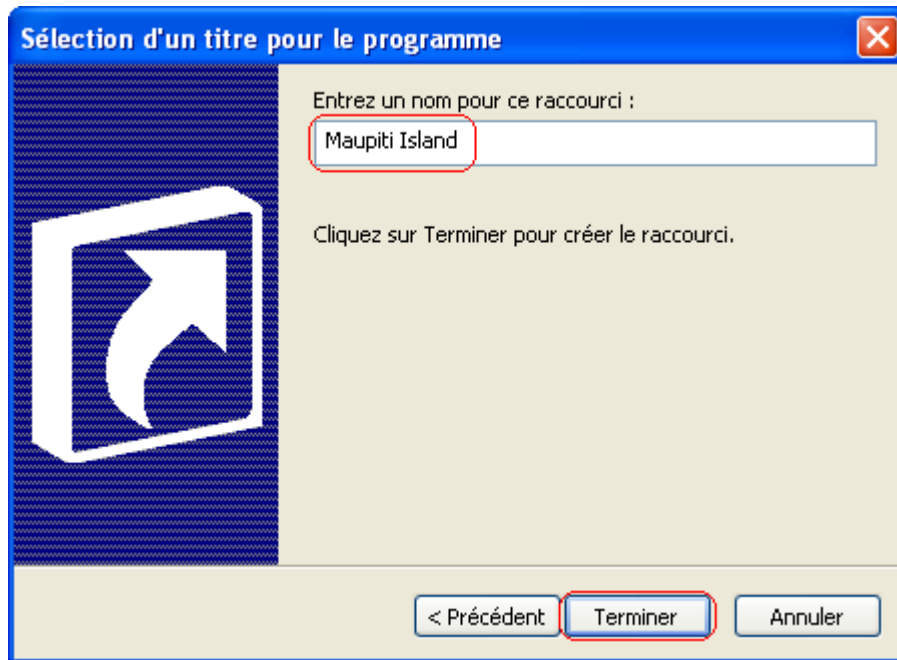 Sélection d'un titre pour le programme
Entrez un nom pour ce raccourci :
Maupiti Island
Cliquez sur Terminer pour créer le raccourci.
< Précédent Terminer Annuler